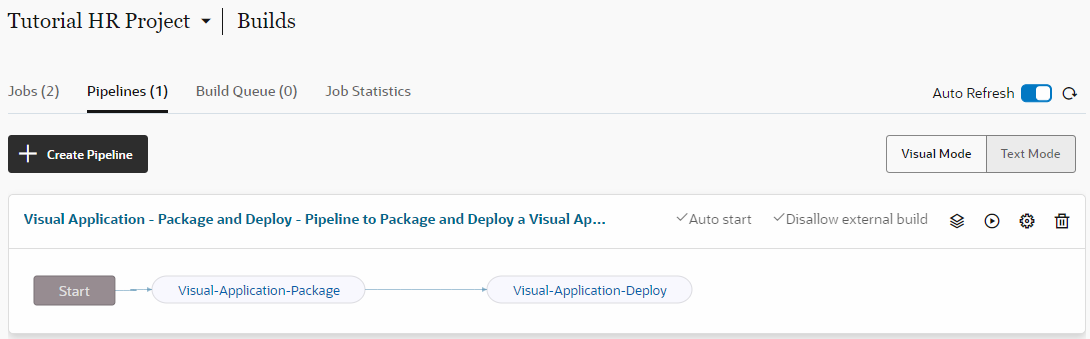 Tutorial HR Project Builds
Jobs (2) Pipelines (1) Build Queue (0) Job Statistics Auto Refresh
Create Pipeline Visual Mode Text Mode
Visual Application - Package and Deploy - Pipeline to Package and Deploy a Visual Ap... Auto start Disallow external build
Start Visual-Application-Package Visual-Application-Deploy